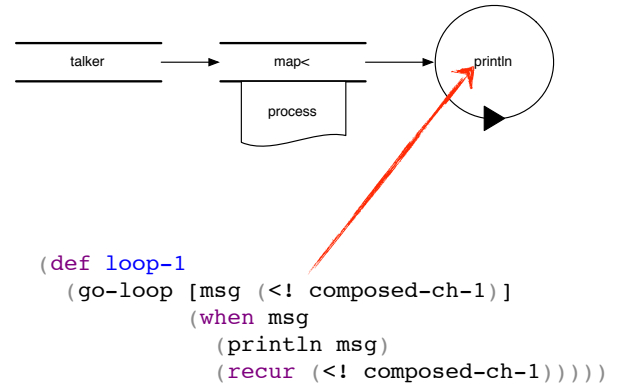 talker
map<
println
process
(def loop-1
(go-loop [msg (<! composed-ch-1)]
(when msg
(println msg)
(recur (<! composed-ch-1)))))